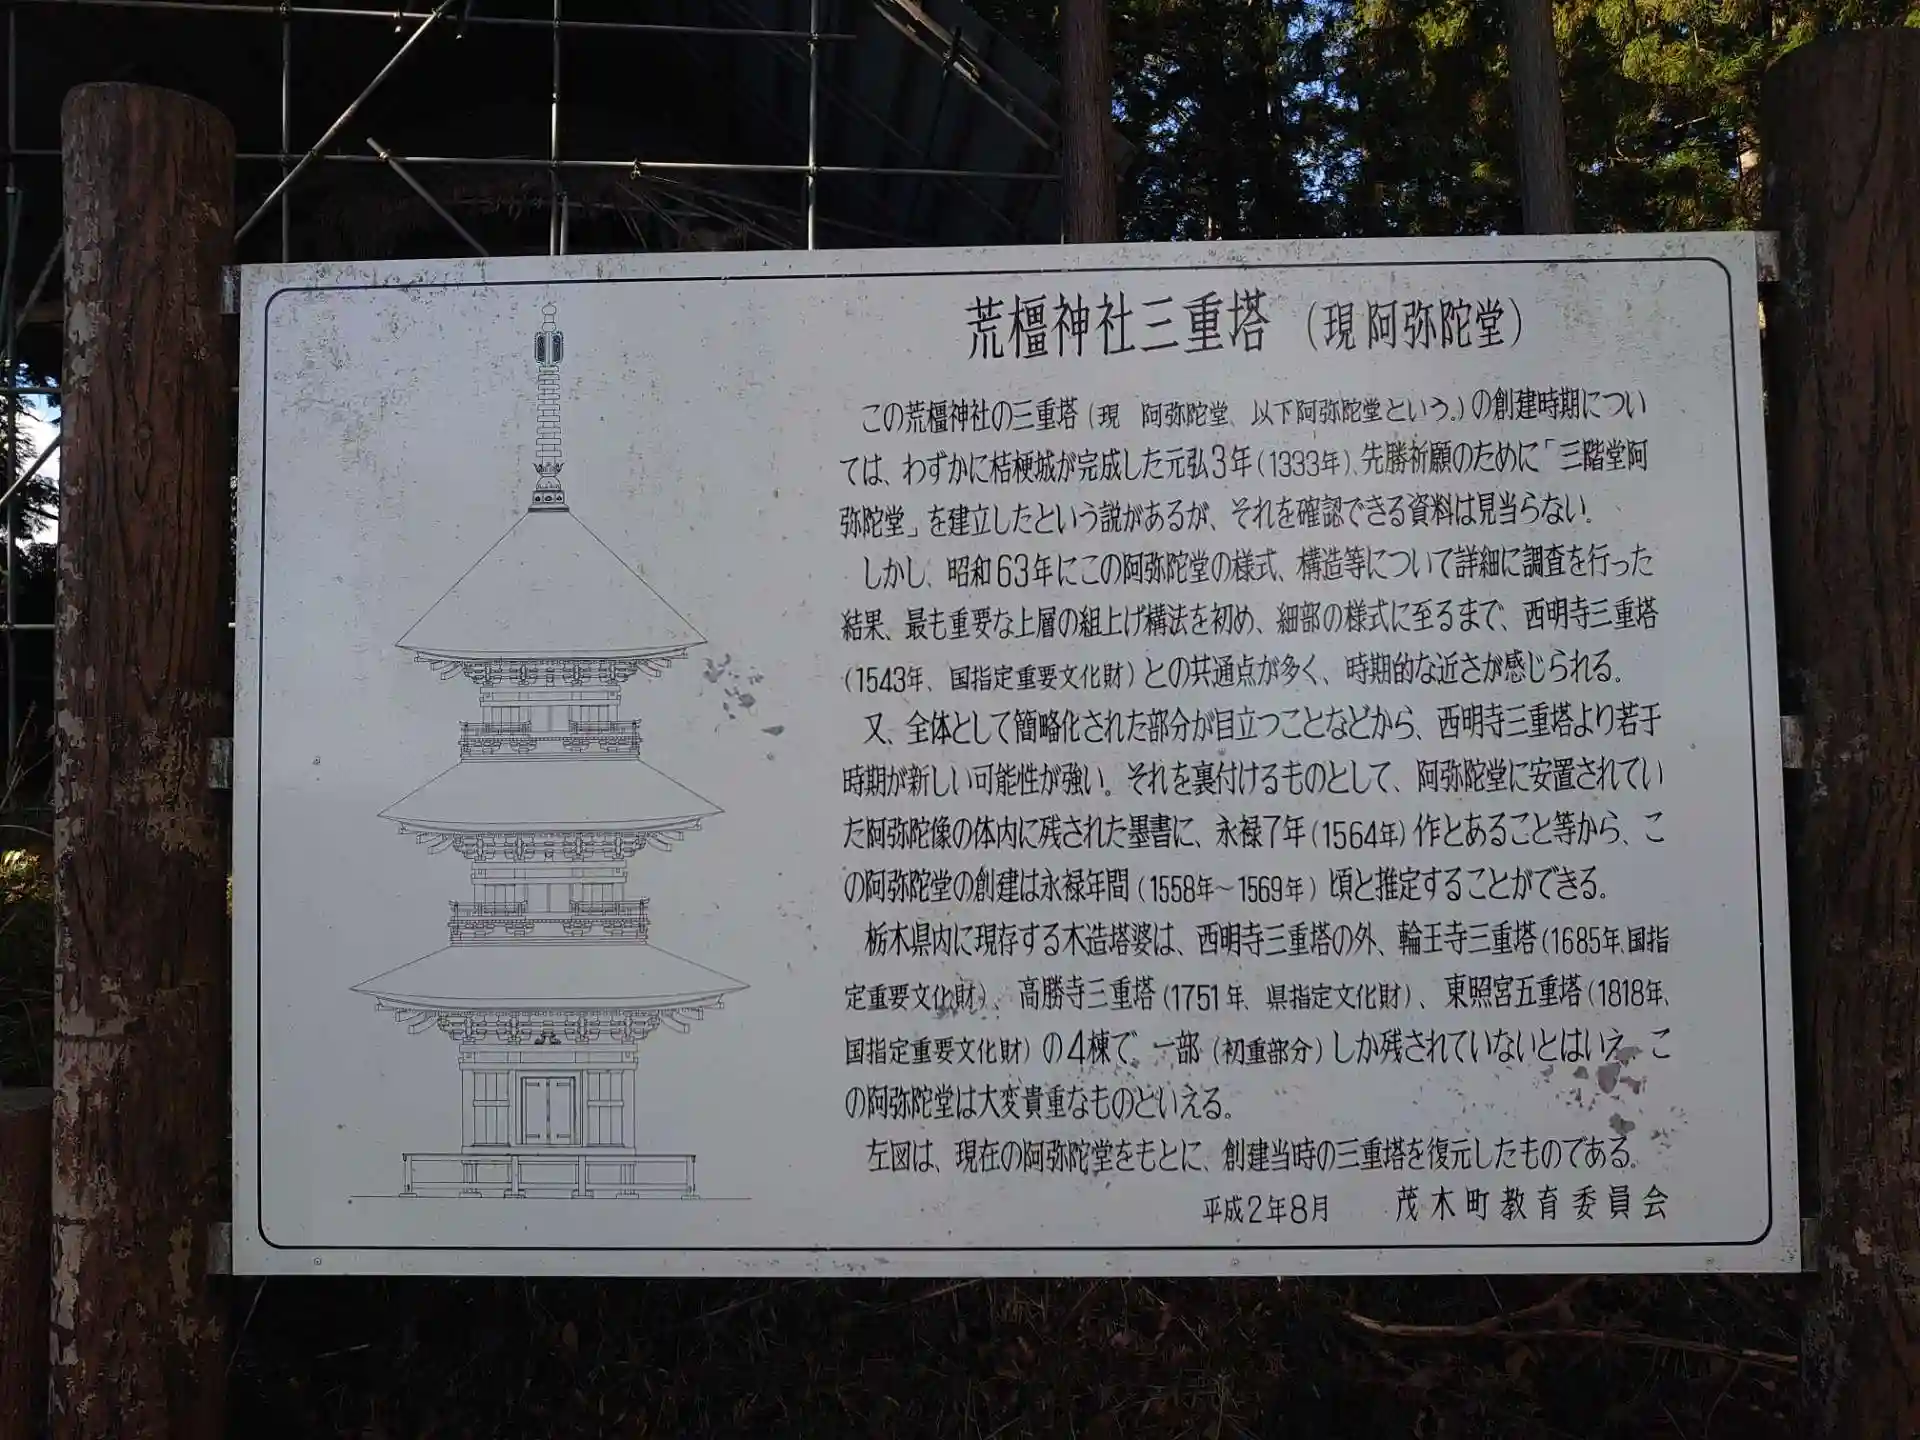 荒橿神社三重塔（現 阿弥陀堂）
この荒橿神社の三重塔（現　阿弥陀堂、以下阿弥陀堂という。）の創建時期につい
ては、わずかに桔梗城が完成した元弘3年（1333年）、先勝祈願のために「三階堂阿
弥陀堂」を建立したという説があるが、それを確認できる資料は見当らない。
しかし、昭和63年にこの阿弥陀堂の様式、構造等について詳細に調査を行った
結果、最も重要な上層の組上げ構法を初め、細部の様式に至るまで、西明寺三重塔
（1543年、国指定重要文化財）との共通点が多く、時期的な近さが感じられる。
又、全体として簡略化された部分が目立つことなどから、西明寺三重塔より若干
時期が新しい可能性が強い。それを裏付けるものとして、阿弥陀堂に安置されてい
た阿弥陀像の体内に残された墨書に、永禄7年（1564年）作とあること等から、こ
の阿弥陀堂の創建は永禄年間（1558年～1569年）頃と推定することができる。
栃木県内に現存する木造塔婆は、西明寺三重塔の外、輪王寺三重塔（1685年、国指
定重要文化財）、高勝寺三重塔（1751年、県指定文化財）、東照宮五重塔（1818年、
国指定重要文化財）の4棟で、一部（初重部分）しか残されていないとはいえ、こ
の阿弥陀堂は大変貴重なものといえる。
左図は、現在の阿弥陀堂をもとに、創建当時の三重塔を復元したものである。
平成2年8月　　茂木町教育委員会